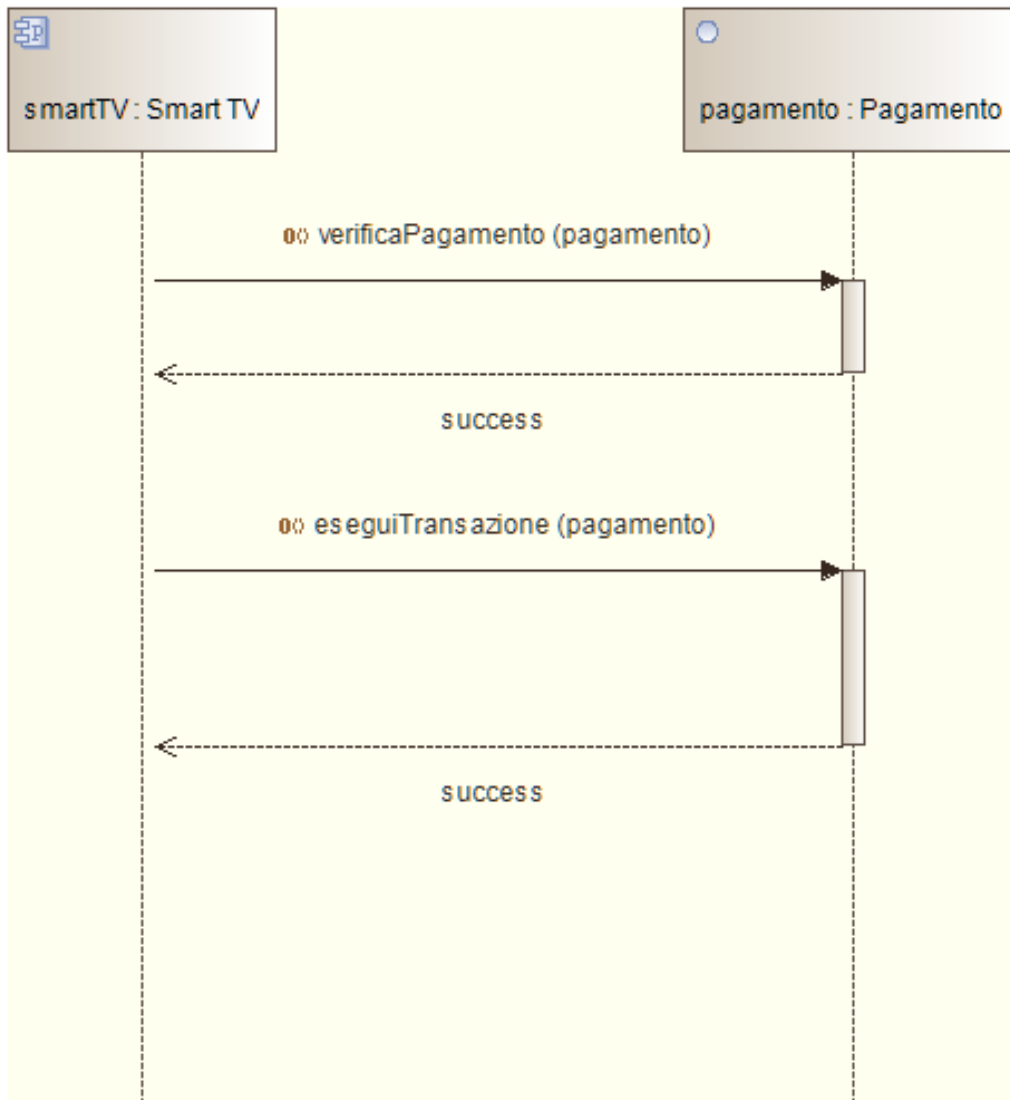 smartTV : Smart TV
pagamento : Pagamento
verificaPagamento (pagamento)
success
eseguiTransazione (pagamento)
success